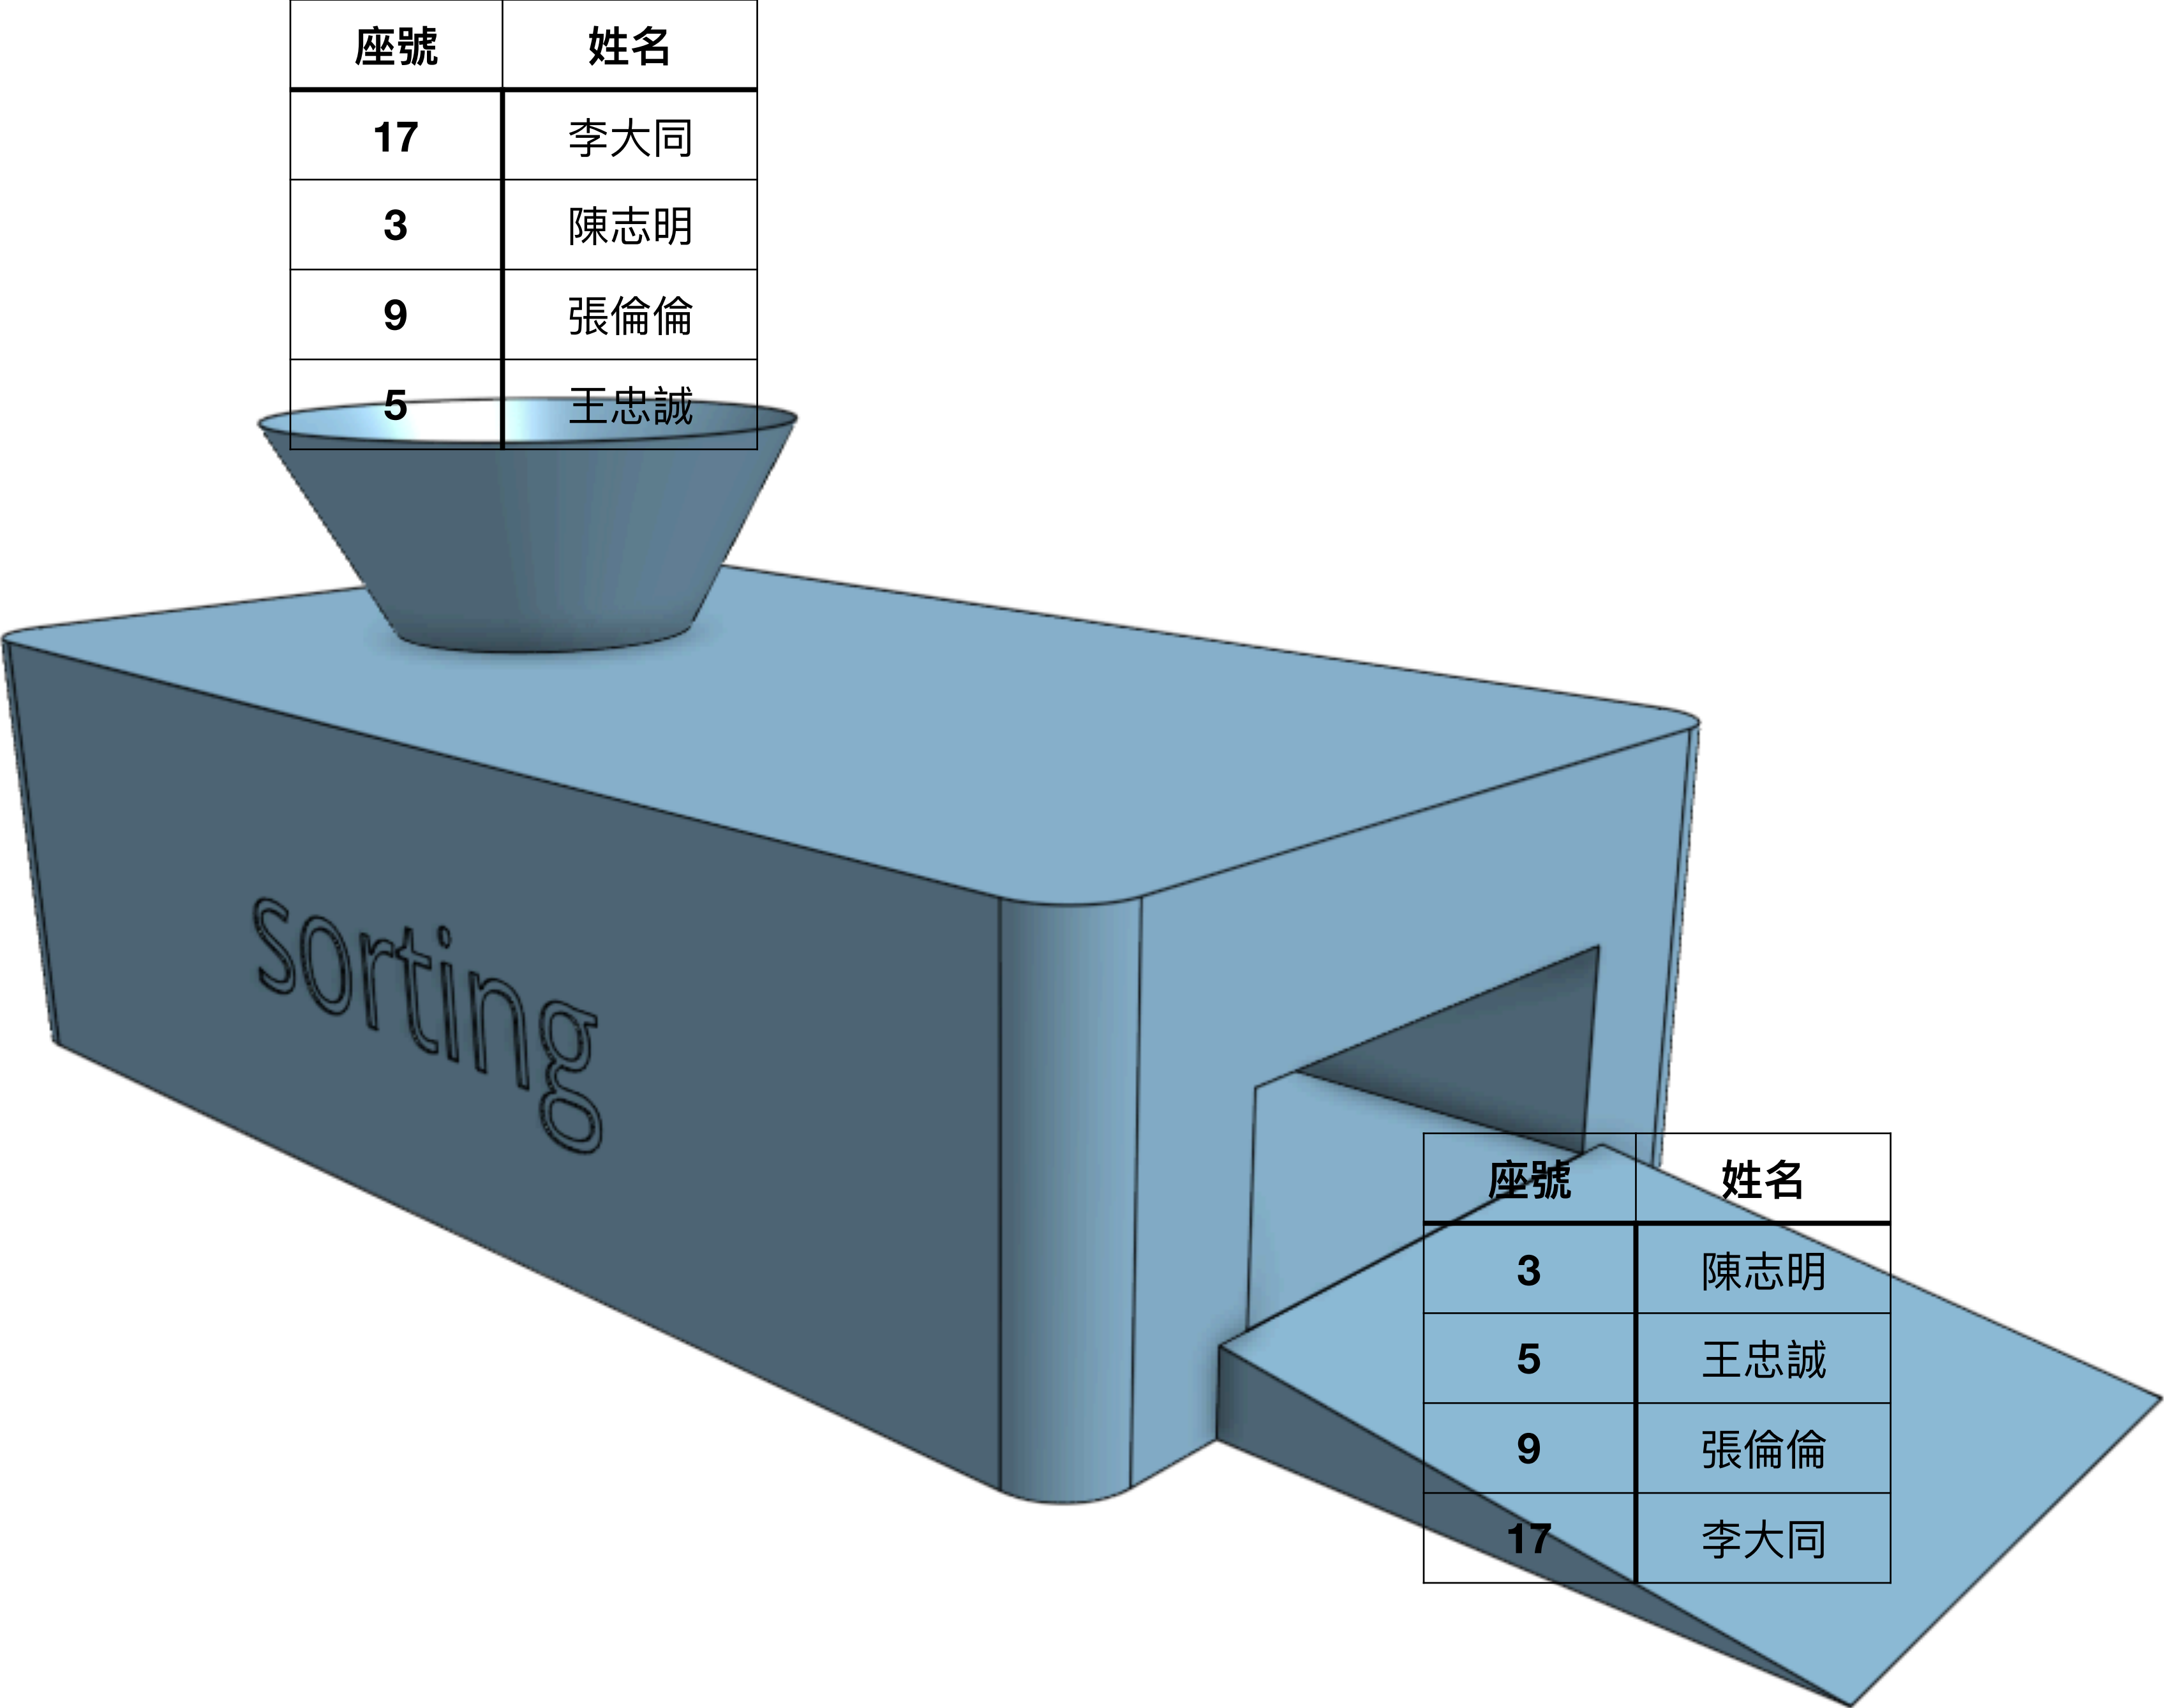 座號 姓名
17 李大同
3 陳志明
9 張倫倫
5 王忠誠
sorting
座號 姓名
3 陳志明
5 王忠誠
9 張倫倫
17 李大同